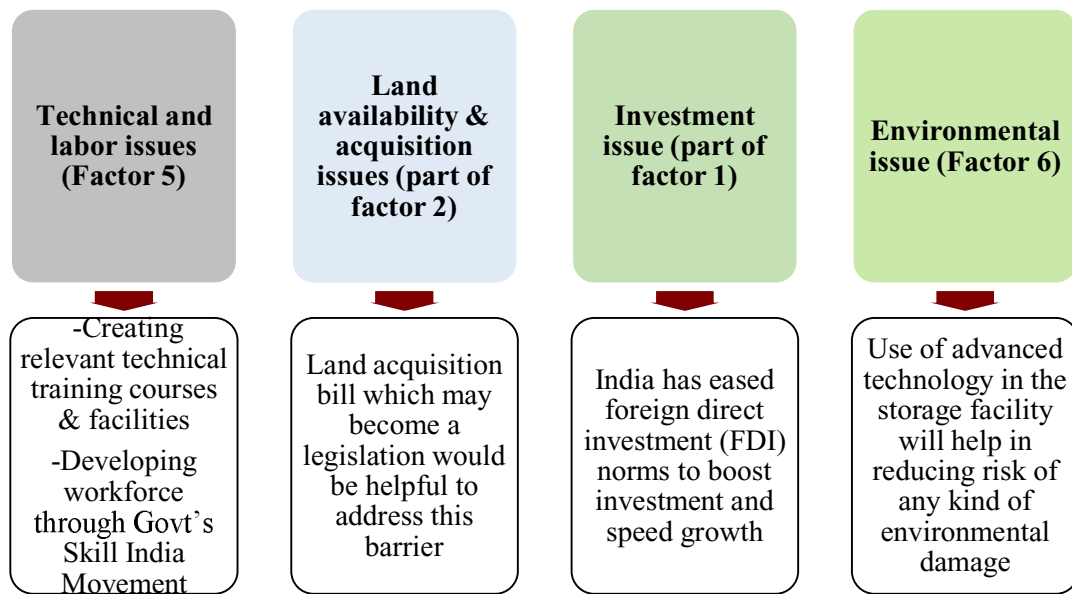 Technical and
labor issues
(Factor 5)
-Creating
relevant technical
training courses
& facilities
-Developing
workforce
through Govt’s
Skill India
Movement
Land
availability &
acquisition
issues (part of
factor 2)
Land acquisition
bill which may
become a
legislation would
be helpful to
address this
barrier
Investment
issue (part of
factor 1)
India has eased
foreign direct
investment (FDI)
norms to boost
investment and
speed growth
Environmental
issue (Factor 6)
Use of advanced
technology in the
storage facility
will help in
reducing risk of
any kind of
environmental
damage